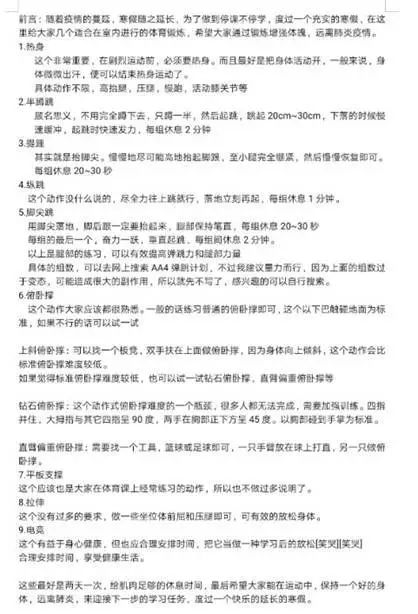 前言：随着疫情的蔓延，寒假随之延长，为了做到停课不停学，度过一个充实的寒假，在这
里给大家几个适合在室内进行的体育锻炼，希望大家通过锻炼增强体魄，远离肺炎疫情。
1.热身
这个非常重要，在剧烈运动前，必须要热身。而且最好是把身体活动开，一般来说，身
体微微出汗，便可以结束热身运动了。
具体动作不限，高抬腿，压腿，慢跑，活动膝关节等
2.半蹲跳
顾名思义，不用完全蹲下去，只蹲一半，然后起跳，跳起 20cm~30cm，下落的时候慢
速缓冲，起跳时快速发力，每组休息 2 分钟
3.提踵
其实就是抬脚尖。慢慢地尽可能高地抬起脚跟，至小腿完全绷紧，然后慢慢恢复即可。
每组休息 20~30 秒
4.纵跳
这个动作没什么说的，尽全力往上跳就行，落地立刻再起，每组休息 1 分钟。
5.脚尖跳
用脚尖落地，脚后跟一定要抬起来，腿部保持笔直，每组休息 20~30 秒
每组的最后一个，奋力一跃，垂直起跳，每组间休息 2 分钟。
以上是腿部的练习，可以有效提高弹跳力和腿部力量
具体的组数，可以去网上搜索 AA4 弹跳计划，不过我建议量力而行，因为上面的组数过
于变态，可能造成很大的副作用，所以就先不写了，感兴趣的可以自行搜索。
6.俯卧撑
这个动作大家应该都很熟悉。一般的话练习普通的俯卧撑即可，这个以下巴触碰地面为标
准，如果不行的话可以试一试
上斜俯卧撑：可以找一个板凳，双手扶在上面做俯卧撑，因为身体向上倾斜，这个动作会比
标准俯卧撑难度较低。
如果觉得标准俯卧撑难度较低，也可以试一试钻石俯卧撑，直臂偏重俯卧撑等
钻石俯卧撑：这个动作式俯卧撑难度的一个瓶颈，很多人都无法完成，需要加强训练。四指
并住，大拇指与其它四指呈 90 度，两手在胸部正下方呈 45 度。以胸部碰到手掌为标准。
直臂偏重俯卧撑：需要找一个工具，篮球或足球即可，一只手臂放在球上打直，另一只做俯
卧撑。
7.平板支撑
这个应该也是大家在体育课上经常练习的动作，所以也不做过多说明了。
8.拉伸
这个没有过多的要求，做一些坐位体前屈和压腿即可，可有效的放松身体。
9.电竞
这个有益于身心健康，但也应合理安排时间，把它当做一种学习后的放松[笑哭][笑哭]
合理安排时间，享受健康生活。
这些最好是两天一次，给肌肉足够的休息时间，最后希望大家能在运动中，保持一个好的身
体，远离肺炎，来迎接下一步的学习任务，度过一个快乐的延长的寒假。